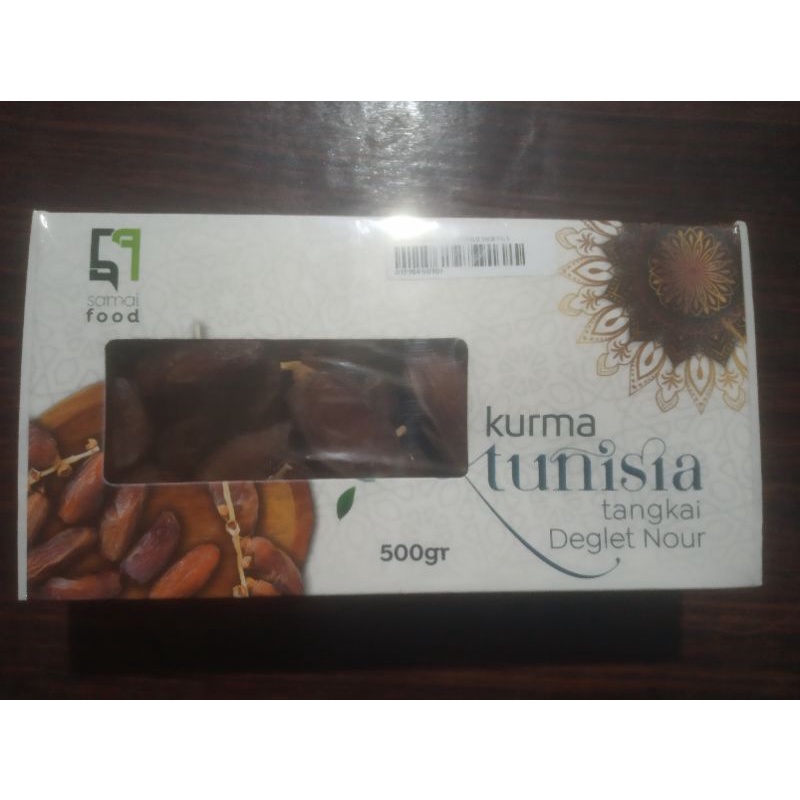 samai
food
kurma
tunisia
tangkai
Deglet Nour
500gr